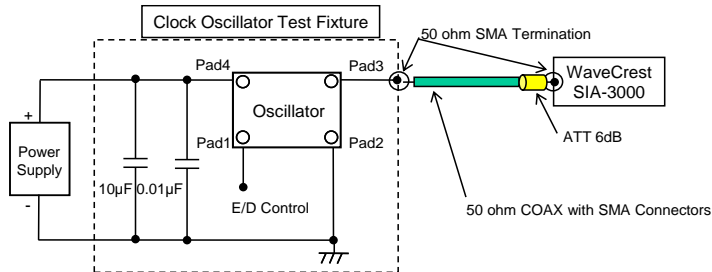 Clock Oscillator Test Fixture
50 ohm SMA Termination
Pad4
Pad3
WaveCrest
SIA-3000
Oscillator
+
Power
Supply
-
Pad1
Pad2
ATT 6dB
10µF
0.01µF
E/D Control
50 ohm COAX with SMA Connectors